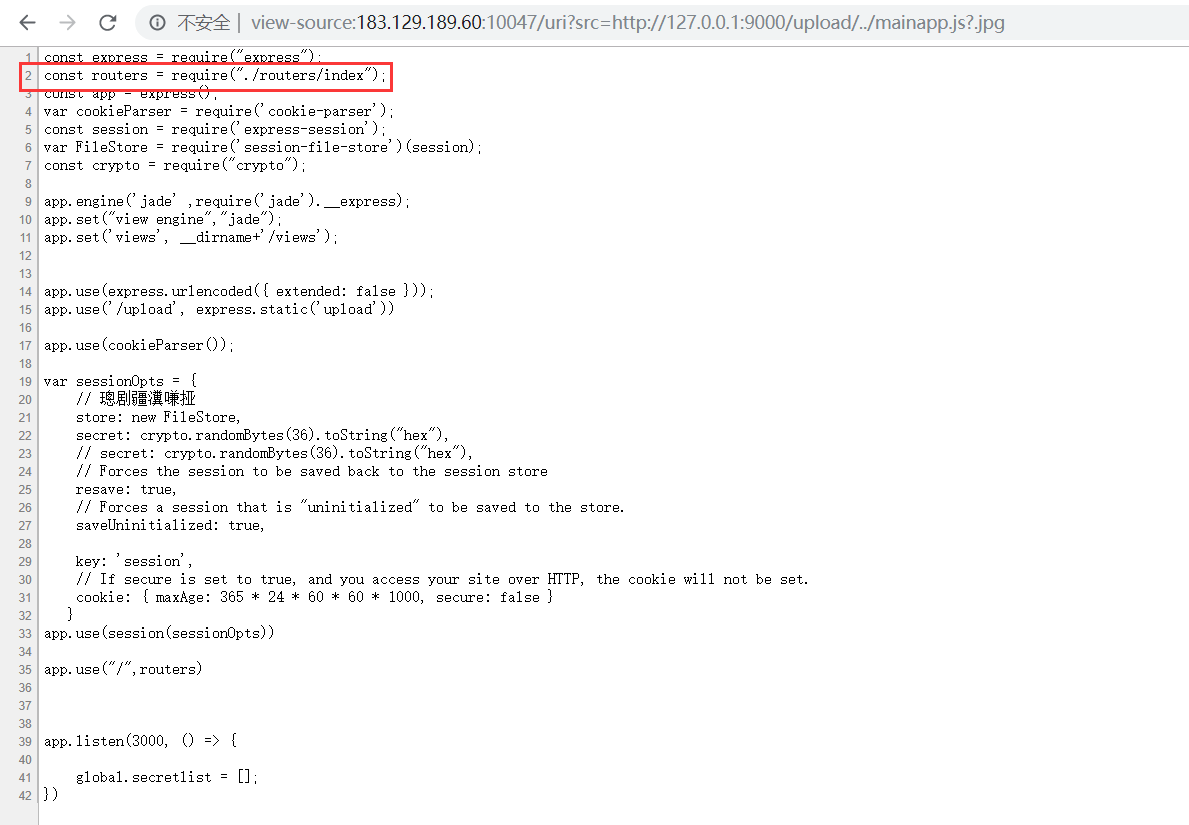 不安全 | view-source:183.129.189.60:10047/uri?src=http://127.0.0.1:9000/upload/../mainapp.js?.jpg
1 const express = require("express");
2 const routers = require("./routers/index");
3 const app = express();
4 var cookieParser = require('cookie-parser');
5 const session = require('express-session');
6 var FileStore = require('session-file-store')(session);
7 const crypto = require("crypto");
8
9 app.engine('jade' ,require('jade').__express);
10 app.set("view engine","jade");
11 app.set('views', __dirname+'/views');
12
13
14 app.use(express.urlencoded({ extended: false }));
15 app.use('/upload', express.static('upload'))
16
17 app.use(cookieParser());
18
19 var sessionOpts = {
20 // 璁剧疆瀵嗛挜
21 store: new FileStore,
22 secret: crypto.randomBytes(36).toString("hex"),
23 // secret: crypto.randomBytes(36).toString("hex"),
24 // Forces the session to be saved back to the session store
25 resave: true,
26 // Forces a session that is "uninitialized" to be saved to the store.
27 saveUninitialized: true,
28
29 key: 'session',
30 // If secure is set to true, and you access your site over HTTP, the cookie will not be set.
31 cookie: { maxAge: 365 * 24 * 60 * 60 * 1000, secure: false }
32 }
33 app.use(session(sessionOpts))
34
35 app.use("/",routers)
36
37
38
39 app.listen(3000, () => {
40
41 global.secretlist = [];
42 })